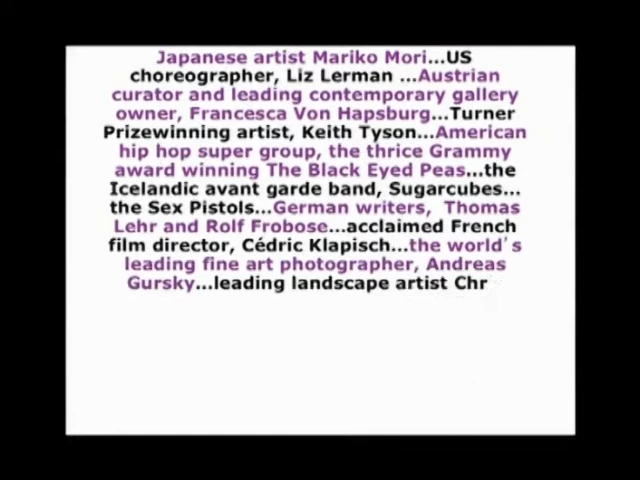 Japanese artist Mariko Mori...US
choreographer, Liz Lerman ...Austrian
curator and leading contemporary gallery
owner, Francesca Von Hapsburg...Turner
Prizewinning artist, Keith Tyson...American
hip hop super group, the thrice Grammy
award winning The Black Eyed Peas...the
Icelandic avant garde band, Sugarcubes...
the Sex Pistols...German writers,  Thomas
Lehr and Rolf Frobose...acclaimed French
film director, Cédric Klapisch...the world's
leading fine art photographer, Andreas
Gursky...leading landscape artist Chr